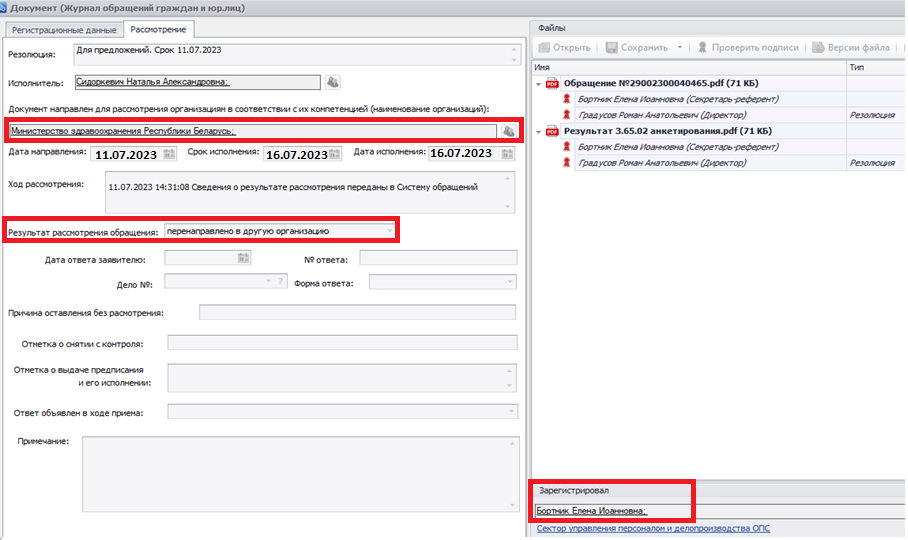 Документ (Журнал обращений граждан и юр.лиц)
Регистрационные данные
Рассмотрение
Резолюция:
Для предложений. Срок 11.07.2023
Исполнитель:
Сидоркевич Наталья Александровна;
Документ направлен для рассмотрения организациям в соответствии с их компетенцией (наименование организаций):
Министерство здравоохранения Республики Беларусь;
Дата направления: 11.07.2023 Срок исполнения: 16.07.2023 Дата исполнения: 16.07.2023
Ход рассмотрения:
11.07.2023 14:31:08 Сведения о результате рассмотрения переданы в Систему обращений
Результат рассмотрения обращения: перенаправлено в другую организацию
Дата ответа заявителю:
№ ответа:
Дело №:
?
Форма ответа:
Причина оставления без расмотрения:
Отметка о снятии с контроля:
Отметка о выдаче предписания
и его исполнении:
Ответ объявлен в ходе приема:
Примечание:
Файлы
Открыть
Сохранить
Проверить подписи
Версии файла
Имя
Тип
PDF Обращение №29002300040465.pdf (71 КБ)
Бортник Елена Иоанновна (Секретарь-референт)
Градусов Роман Анатольевич (Директор) Резолюция
PDF Результат 3.65.02 анкетирования.pdf (71 КБ)
Бортник Елена Иоанновна (Секретарь-референт)
Градусов Роман Анатольевич (Директор) Резолюция
Зарегистрировал
Бортник Елена Иоанновна;
Сектор управления персоналом и делопроизводства ОПС